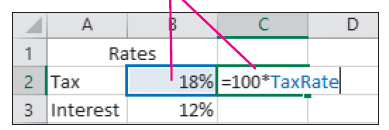 A B C D
1 Rates
2 Tax 18% =100*TaxRate
3 Interest 12%